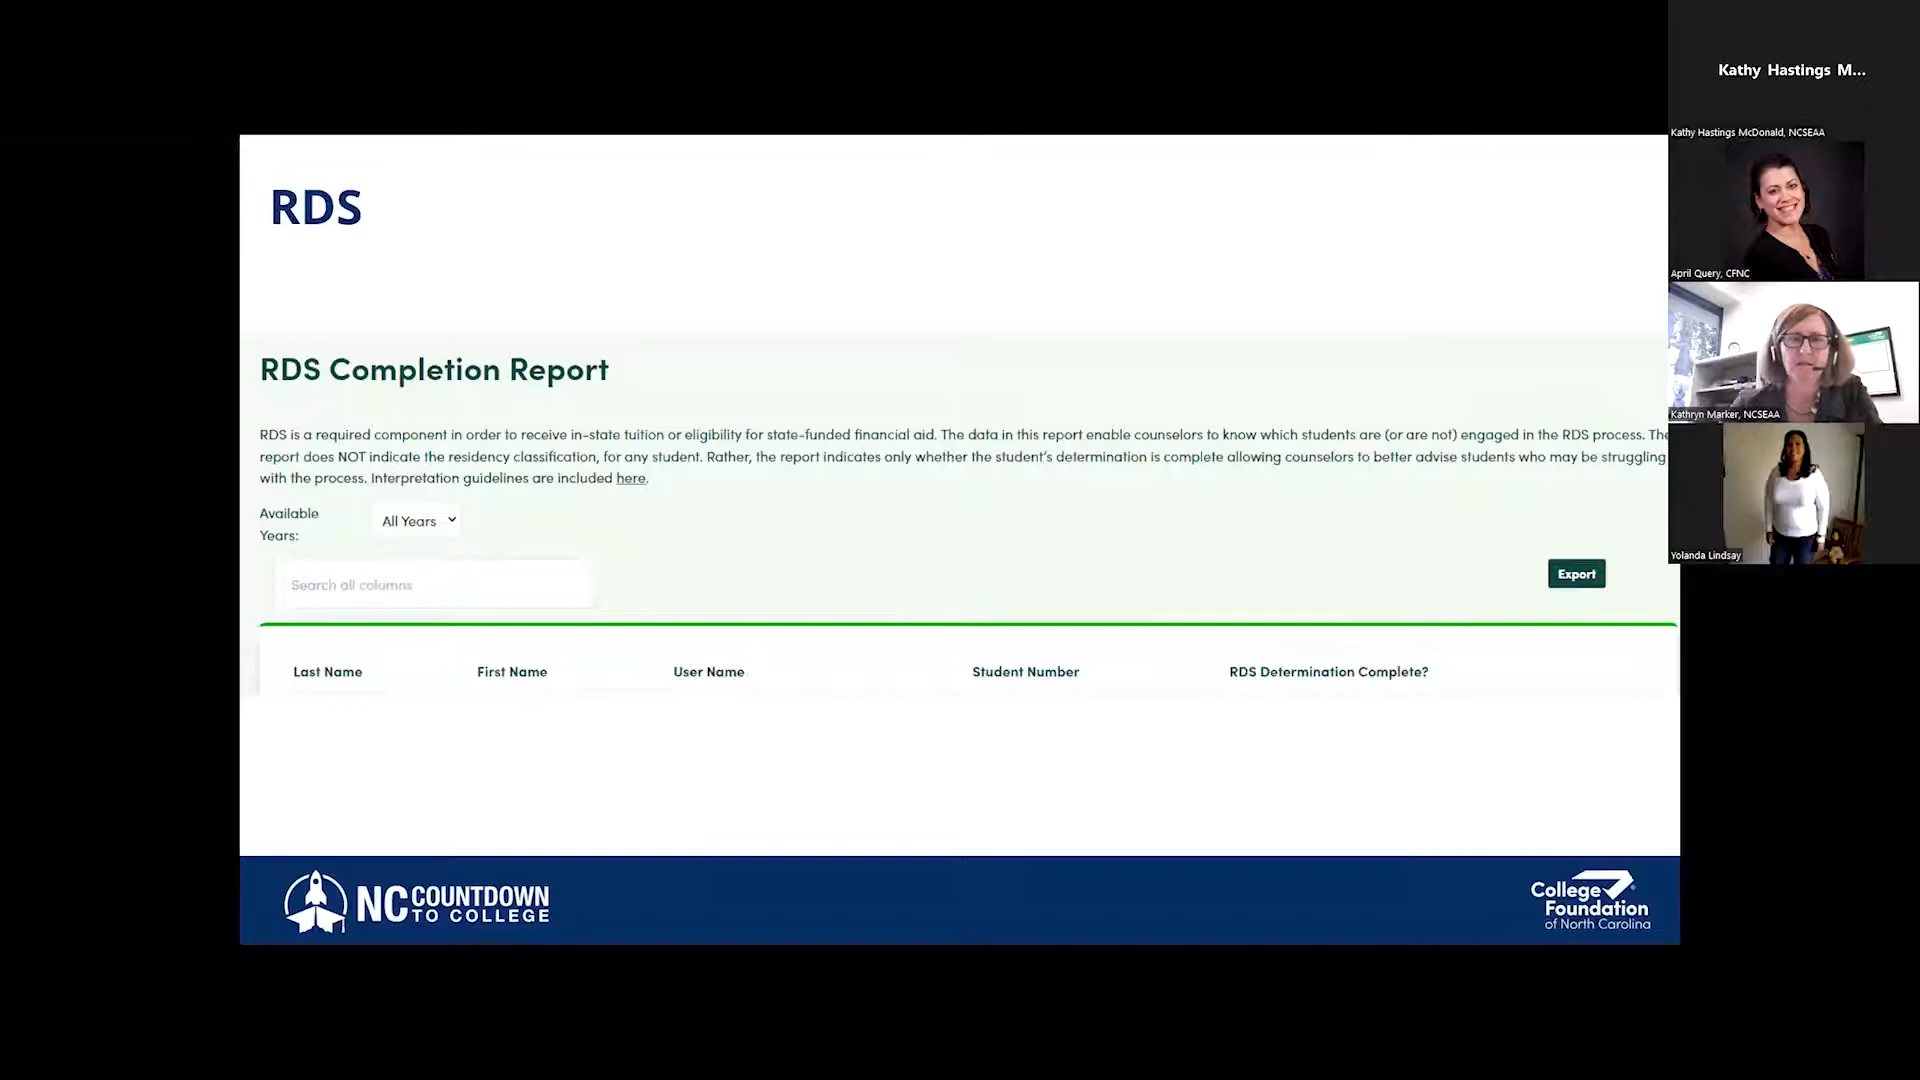 RDS
RDS Completion Report
RDS is a required component in order to receive in-state tuition or eligibility for state-funded financial aid. The data in this report enable counselors to know which students are (or are not) engaged in the RDS process. The
report does NOT indicate the residency classification, for any student. Rather, the report indicates only whether the student's determination is complete allowing counselors to better advise students who may be struggling
with the process. Interpretation guidelines are included here.
Available
Years:
All Years
Search all columns
Export
Last Name First Name User Name Student Number RDS Determination Complete?
NC COUNTDOWN
TO COLLEGE
College
Foundation
of North Carolina
Kathy Hastings M...
Kathy Hastings McDonald, NCSEAA
April Query, CFNC
Kathryn Marker, NCSEAA
Yolanda Lindsay